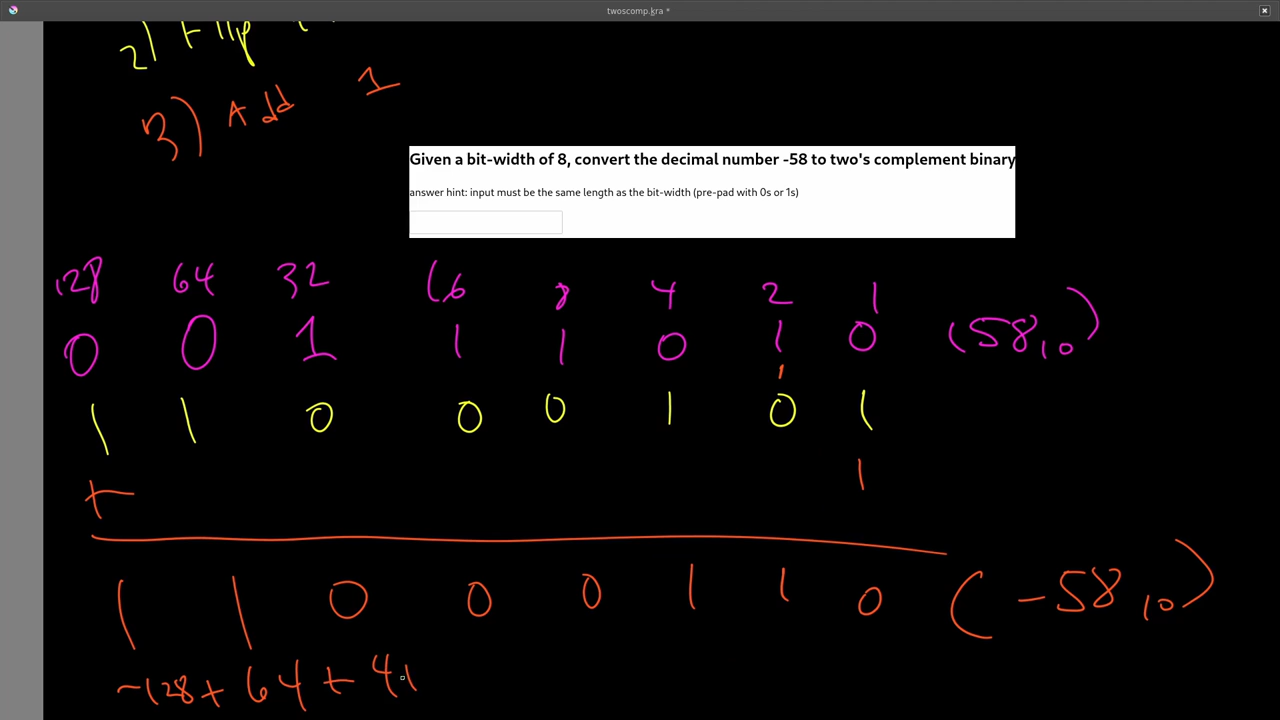 twoscomp.kra *
2) Flip
3) Add 1
Given a bit-width of 8, convert the decimal number -58 to two's complement binary
answer hint: input must be the same length as the bit-width (pre-pad with 0s or 1s)
128 64 32 16 8 4 2 1
0 0 1 1 1 0 1 0 (58₁₀)
1
1 1 0 0 0 1 0 1
+ 1
1 1 0 0 0 1 1 0 (-58₁₀)
-128 + 64 + 4